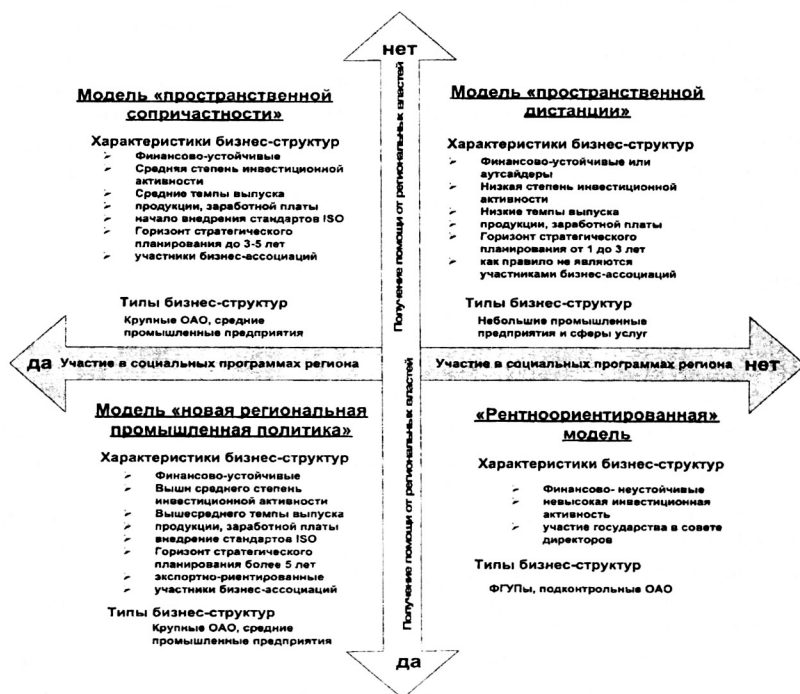 нет
Модель «пространственной
сопричастности»
Характеристики бизнес-структур
Финансово-устойчивые
Средняя степень инвестиционной
активности
Средние темпы выпуска
продукции, заработной платы
начало внедрения стандартов ISO
Горизонт стратегического
планирования до 3-5 лет
участники бизнес-ассоциаций
Типы бизнес-структур
Крупные ОАО, средние
промышленные предприятия
Модель «пространственной
дистанции»
Характеристики бизнес-структур
Финансово-устойчивые или
аутсайдеры
Низкая степень инвестиционной
активности
Низкие темпы выпуска
продукции, заработной платы
Горизонт стратегического
планирования от 1 до 3 лет
как правило не являются
участниками бизнес-ассоциаций
Типы бизнес-структур
Небольшие промышленные
предприятия и сферы услуг
Получение помощи от региональных властей
да Участие в социальных программах региона
Участие в социальных программах региона нет
Модель «новая региональная
промышленная политика»
Характеристики бизнес-структур
Финансово-устойчивые
Вышн среднего степень
инвестиционной активности
Вышесреднего темпы выпуска
продукции, заработной платы
внедрение стандартов ISO
Горизонт стратегического
планирования более 5 лет
экспортно-риентированные
участники бизнес-ассоциаций
Типы бизнес-структур
Крупные ОАО, средние
промышленные предприятия
«Рентноориентированная»
модель
Характеристики бизнес-структур
Финансово- неустойчивые
невысокая инвестиционная
активность
участие государства в совете
директоров
Типы бизнес-структур
ФГУПы, подконтрольные ОАО
Получение помощи от региональных властей
да